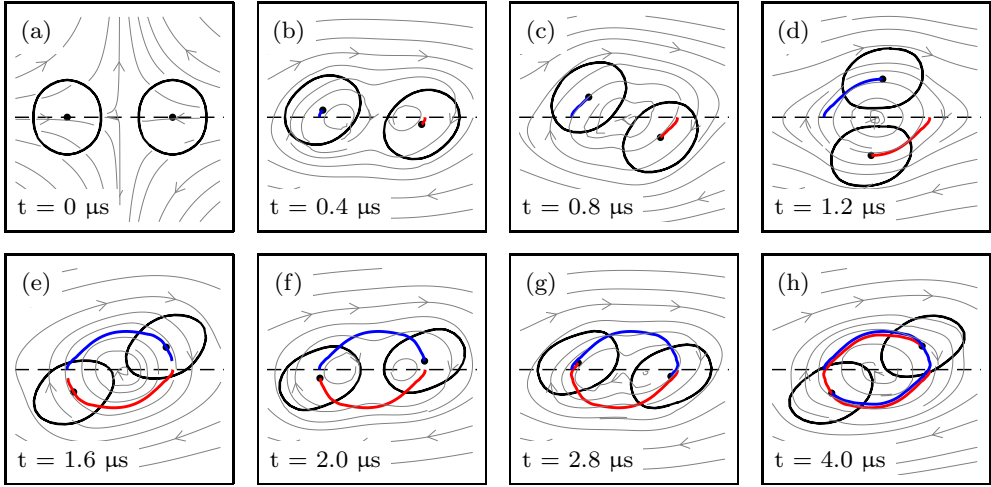 (a)
t = 0 μs
(b)
t = 0.4 μs
(c)
t = 0.8 μs
(d)
t = 1.2 μs
(e)
t = 1.6 μs
(f)
t = 2.0 μs
(g)
t = 2.8 μs
(h)
t = 4.0 μs